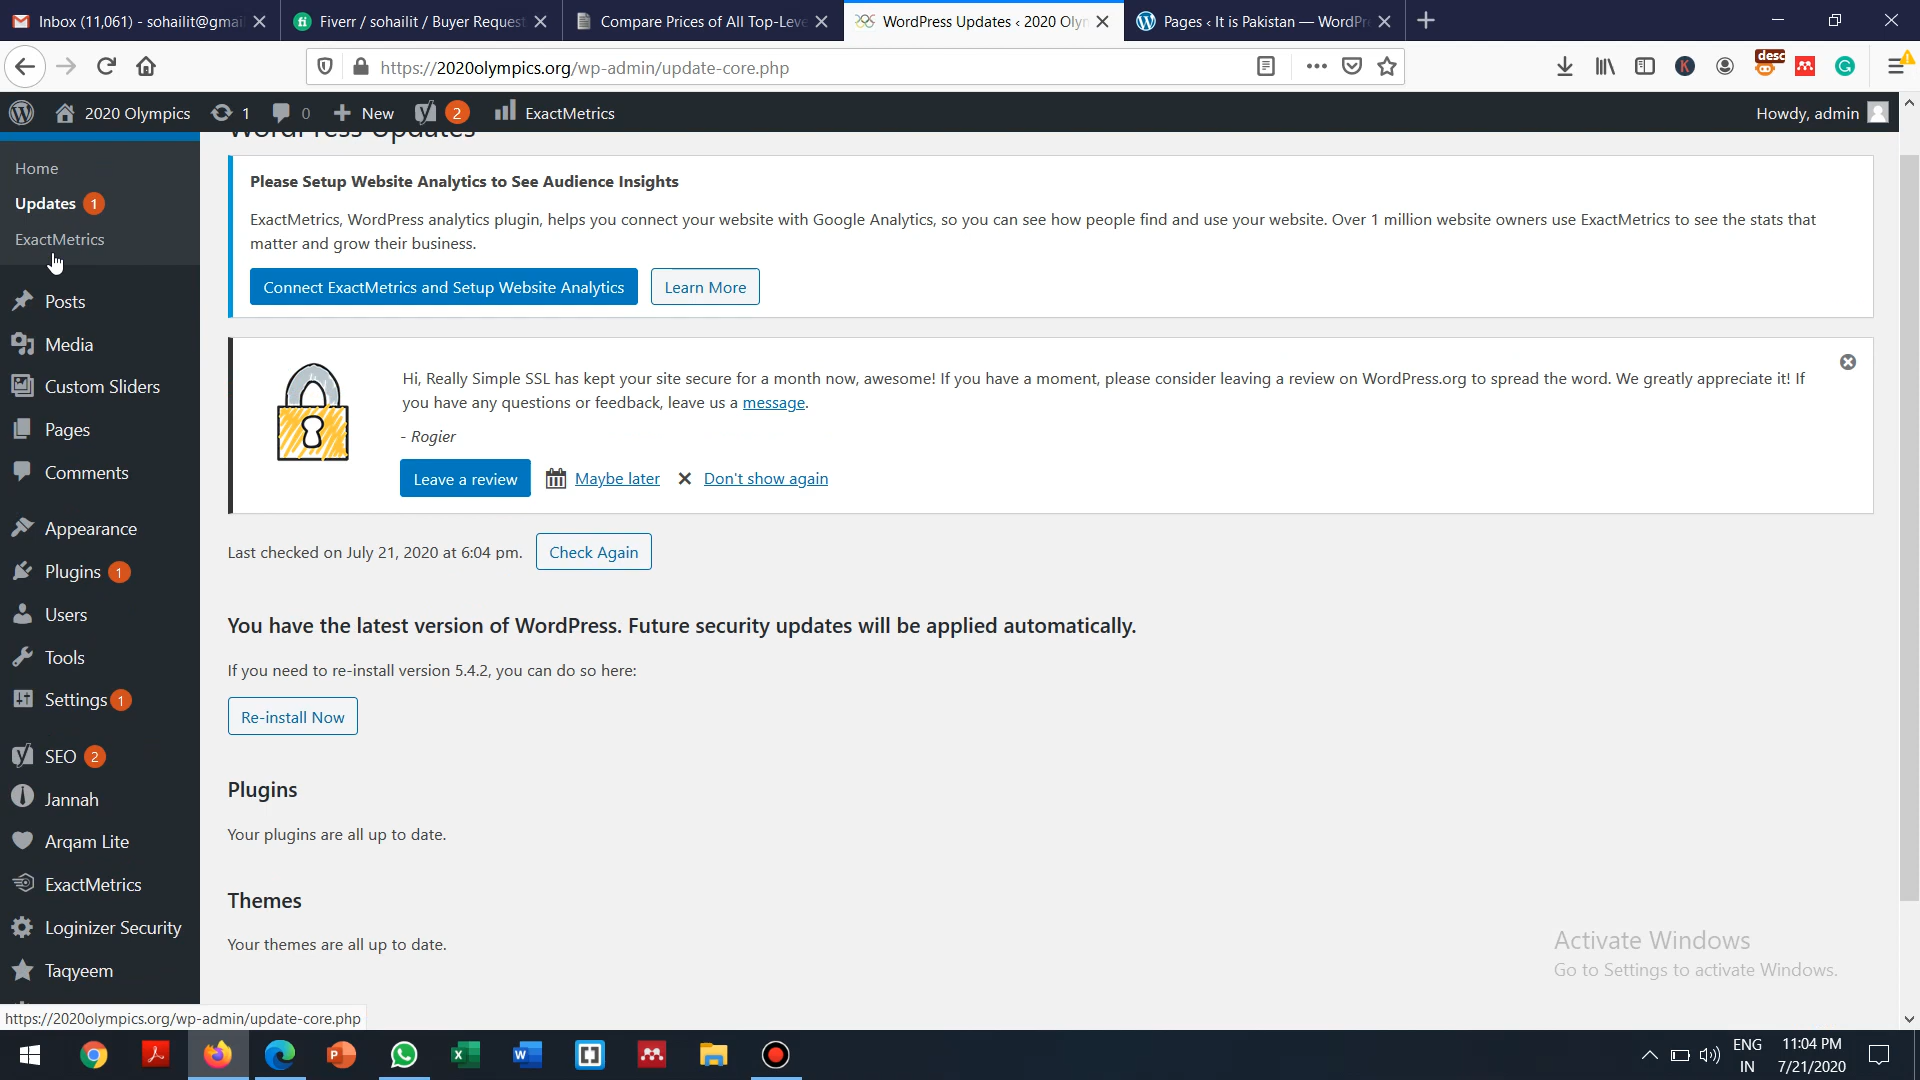 Inbox (11,061) - sohailit@gmai
Fiverr / sohailit / Buyer Request
Compare Prices of All Top-Leve
WordPress Updates ‹ 2020 Olyn
Pages ‹ It is Pakistan — WordPr
https://2020olympics.org/wp-admin/update-core.php
desc
K
2020 Olympics
1
0
New
2
ExactMetrics
Howdy, admin
WordPress Updates
Home
Updates 1
ExactMetrics
Posts
Media
Custom Sliders
Pages
Comments
Appearance
Plugins 1
Users
Tools
Settings 1
SEO 2
Jannah
Arqam Lite
ExactMetrics
Loginizer Security
Taqyeem
Please Setup Website Analytics to See Audience Insights
ExactMetrics, WordPress analytics plugin, helps you connect your website with Google Analytics, so you can see how people find and use your website. Over 1 million website owners use ExactMetrics to see the stats that
matter and grow their business.
Connect ExactMetrics and Setup Website Analytics
Learn More
Hi, Really Simple SSL has kept your site secure for a month now, awesome! If you have a moment, please consider leaving a review on WordPress.org to spread the word. We greatly appreciate it! If
you have any questions or feedback, leave us a message.
- Rogier
Leave a review
Maybe later
Don't show again
Last checked on July 21, 2020 at 6:04 pm.
Check Again
You have the latest version of WordPress. Future security updates will be applied automatically.
If you need to re-install version 5.4.2, you can do so here:
Re-install Now
Plugins
Your plugins are all up to date.
Themes
Your themes are all up to date.
Activate Windows
Go to Settings to activate Windows.
https://2020olympics.org/wp-admin/update-core.php
ENG
IN
11:04 PM
7/21/2020